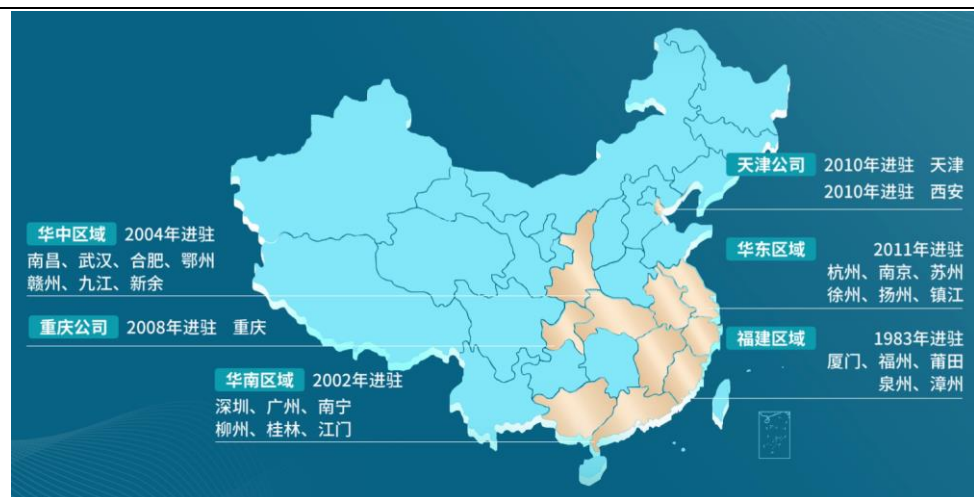 天津公司 2010年进驻 天津
2010年进驻 西安
华中区域 2004年进驻
南昌、武汉、合肥、鄂州
赣州、九江、新余
华东区域 2011年进驻
杭州、南京、苏州
徐州、扬州、镇江
重庆公司 2008年进驻 重庆
福建区域 1983年进驻
厦门、福州、莆田
泉州、漳州
华南区域 2002年进驻
深圳、广州、南宁
柳州、桂林、江门